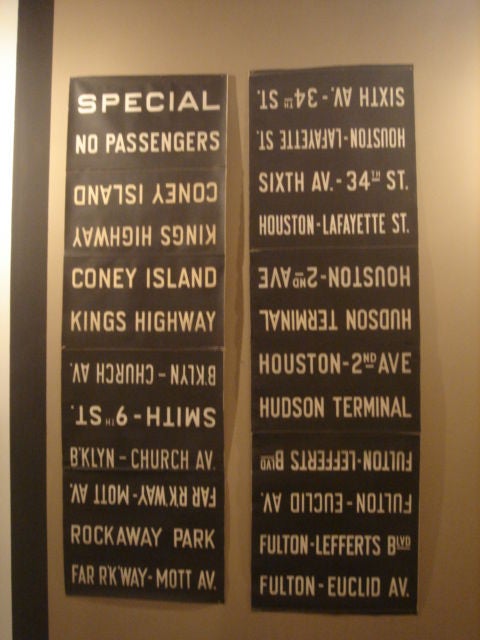 SPECIAL
NO PASSENGERS
CONEY ISLAND
KINGS HIGHWAY
CONEY ISLAND
KINGS HIGHWAY
B'KLYN - CHURCH AV.
SMITH - 9TH ST.
B'KLYN - CHURCH AV.
FAR R'K'WAY - MOTT AV.
ROCKAWAY PARK
FAR R'K'WAY - MOTT AV.
SIXTH AV. - 34TH ST.
HOUSTON - LAFAYETTE ST.
SIXTH AV. - 34TH ST.
HOUSTON - LAFAYETTE ST.
HOUSTON - 2ND AVE
HUDSON TERMINAL
HOUSTON - 2ND AVE
HUDSON TERMINAL
FULTON - LEFFERTS BLVD
FULTON - EUCLID AV.
FULTON - LEFFERTS BLVD
FULTON - EUCLID AV.